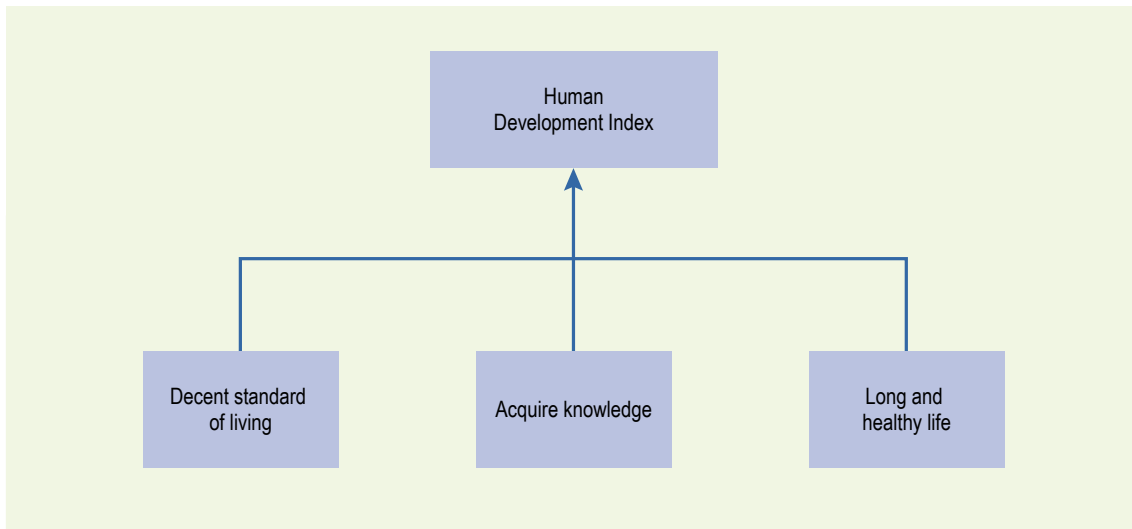 Human
Development Index
Decent standard
of living
Acquire knowledge
Long and
healthy life